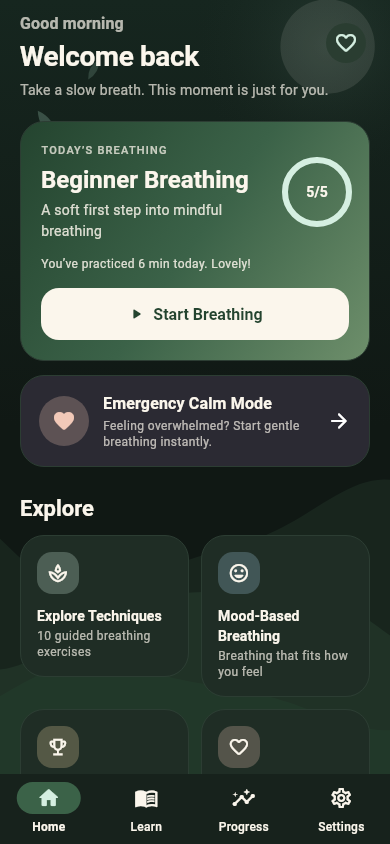 Good morning
Welcome back
Take a slow breath. This moment is just for you.
TODAY'S BREATHING
Beginner Breathing
A soft first step into mindful
breathing
5/5
You've practiced 6 min today. Lovely!
Start Breathing
Emergency Calm Mode
Feeling overwhelmed? Start gentle
breathing instantly.
Explore
Explore Techniques
10 guided breathing
exercises
Mood-Based
Breathing
Breathing that fits how
you feel
Home
Learn
Progress
Settings